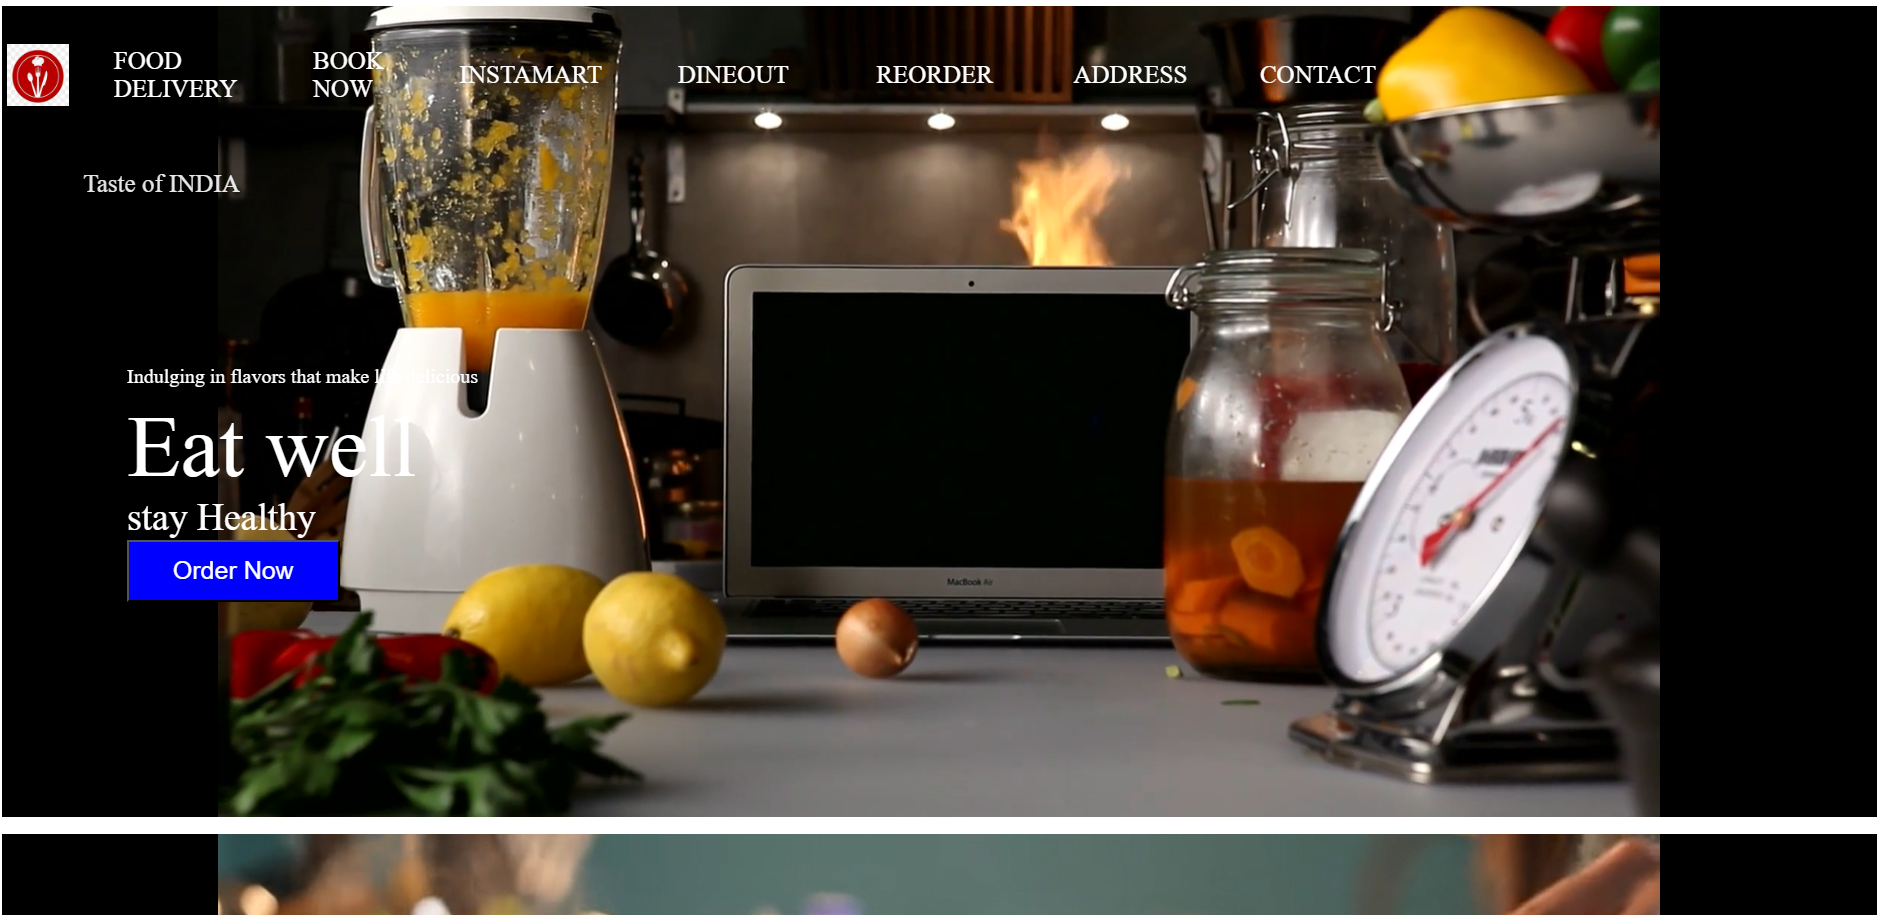 FOOD DELIVERY
BOOK NOW
INSTAMART
DINEOUT
REORDER
ADDRESS
CONTACT
Taste of INDIA
Indulging in flavors that make life delicious
Eat well
stay Healthy
Order Now
MacBook Air